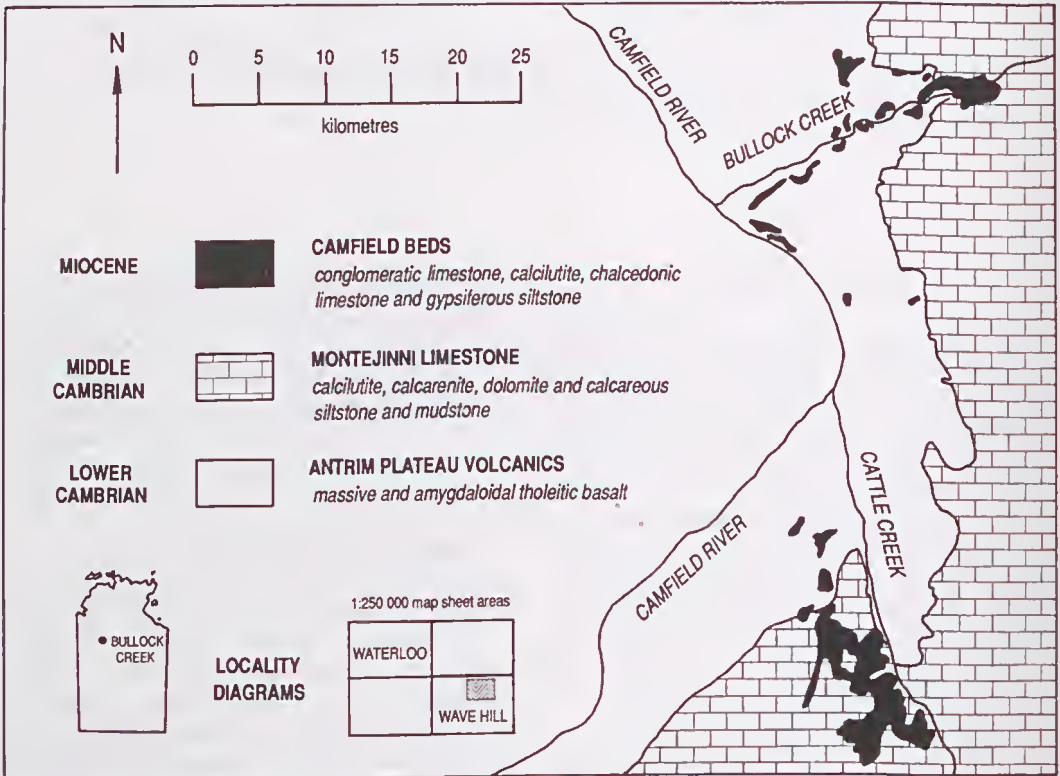 N
0 5 10 15 20 25
kilometres
MIOCENE
CAMFIELD BEDS
conglomeratic limestone, calcilutite, chalcedonic
limestone and gypsiferous siltstone
MIDDLE
CAMBRIAN
MONTEJINNI LIMESTONE
calcilutite, calcarenite, dolomite and calcareous
siltstone and mudstone
LOWER
CAMBRIAN
ANTRIM PLATEAU VOLCANICS
massive and amygdaloidal tholeitic basalt
BULLOCK
CREEK
LOCALITY
DIAGRAMS
1:250 000 map sheet areas
WATERLOO
WAVE HILL
CAMFIELD RIVER
BULLOCK CREEK
CATTLE CREEK
CAMFIELD RIVER